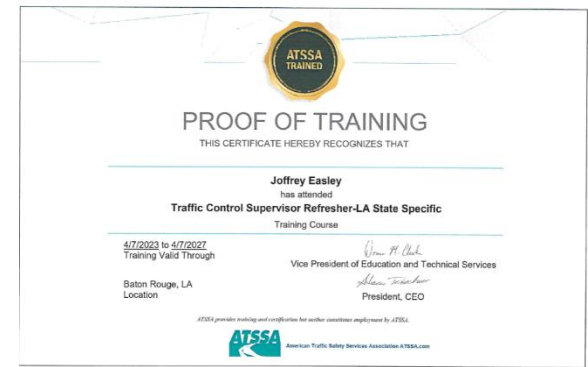 ATSSA
TRAINED
PROOF OF TRAINING
THIS CERTIFICATE HEREBY RECOGNIZES THAT
Joffrey Easley
has attended
Traffic Control Supervisor Refresher-LA State Specific
Training Course
4/7/2023 to 4/7/2027
Training Valid Through
Vice President of Education and Technical Services
Baton Rouge, LA
Location
President, CEO
ATSSA provides training and certification but neither constitutes employment by ATSSA.
ATSSA
American Traffic Safety Services Association ATSSA.com